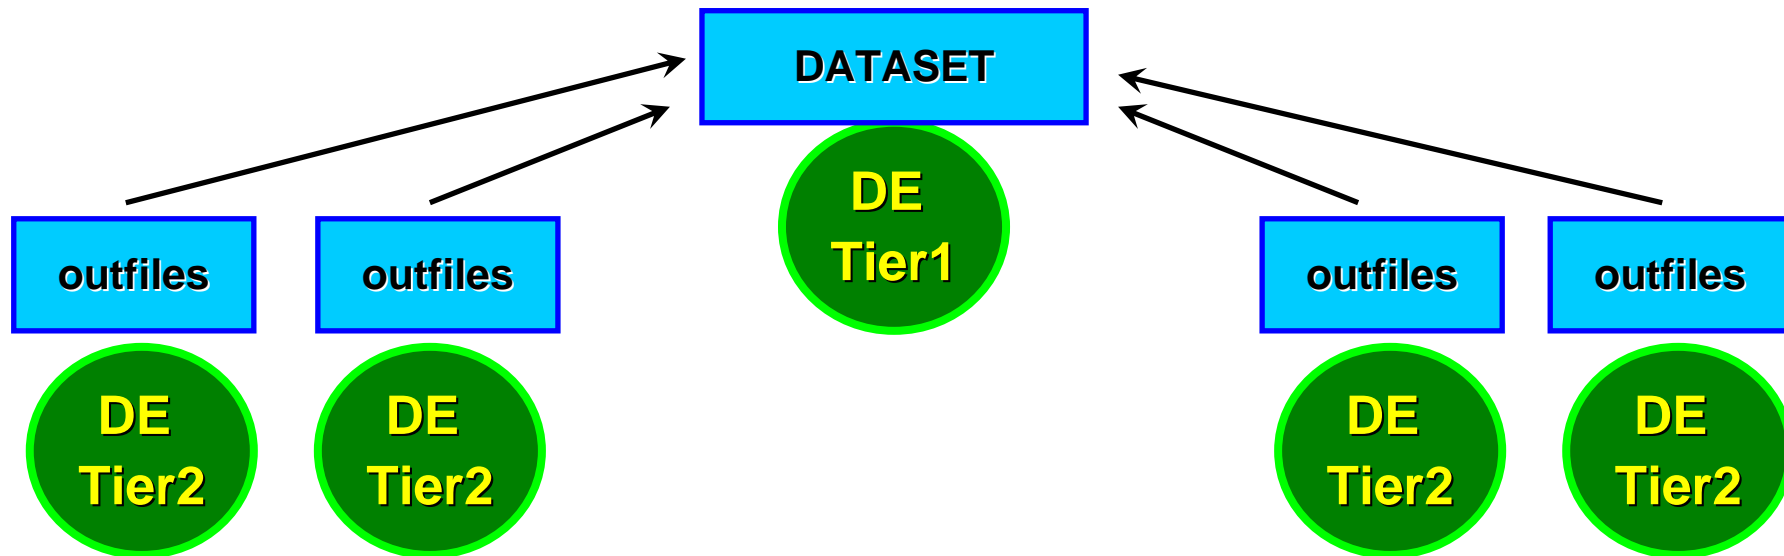 DATASET
DE
Tier1
outfiles
outfiles
outfiles
outfiles
DE
Tier2
DE
Tier2
DE
Tier2
DE
Tier2